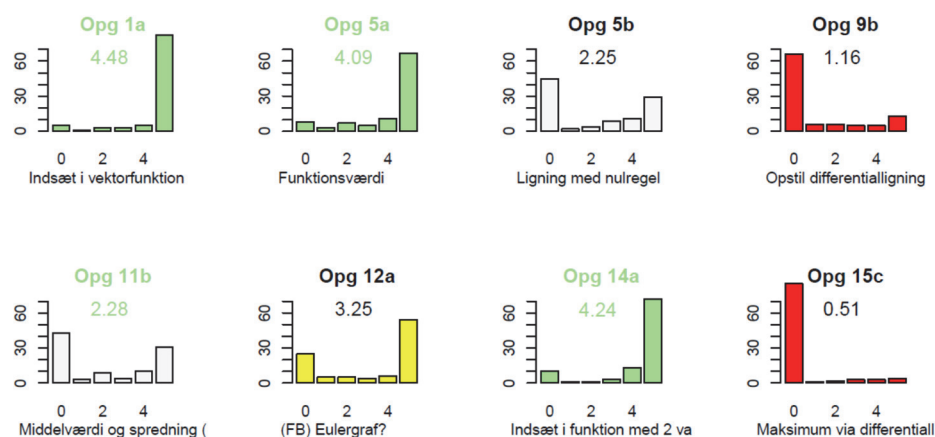 Opg 1a
4.48
0 30 60
0 2 4
Indsæt i vektorfunktion
Opg 5a
4.09
0 30 60
0 2 4
Funktionsværdi
Opg 5b
2.25
0 30 60
0 2 4
Ligning med nulregel
Opg 9b
1.16
0 30 60
0 2 4
Opstil differentialligning
Opg 11b
2.28
0 30 60
0 2 4
Middelværdi og spredning (
Opg 12a
3.25
0 30 60
0 2 4
(FB) Eulergraf?
Opg 14a
4.24
0 30 60
0 2 4
Indsæt i funktion med 2 va
Opg 15c
0.51
0 30 60
0 2 4
Maksimum via differentiall